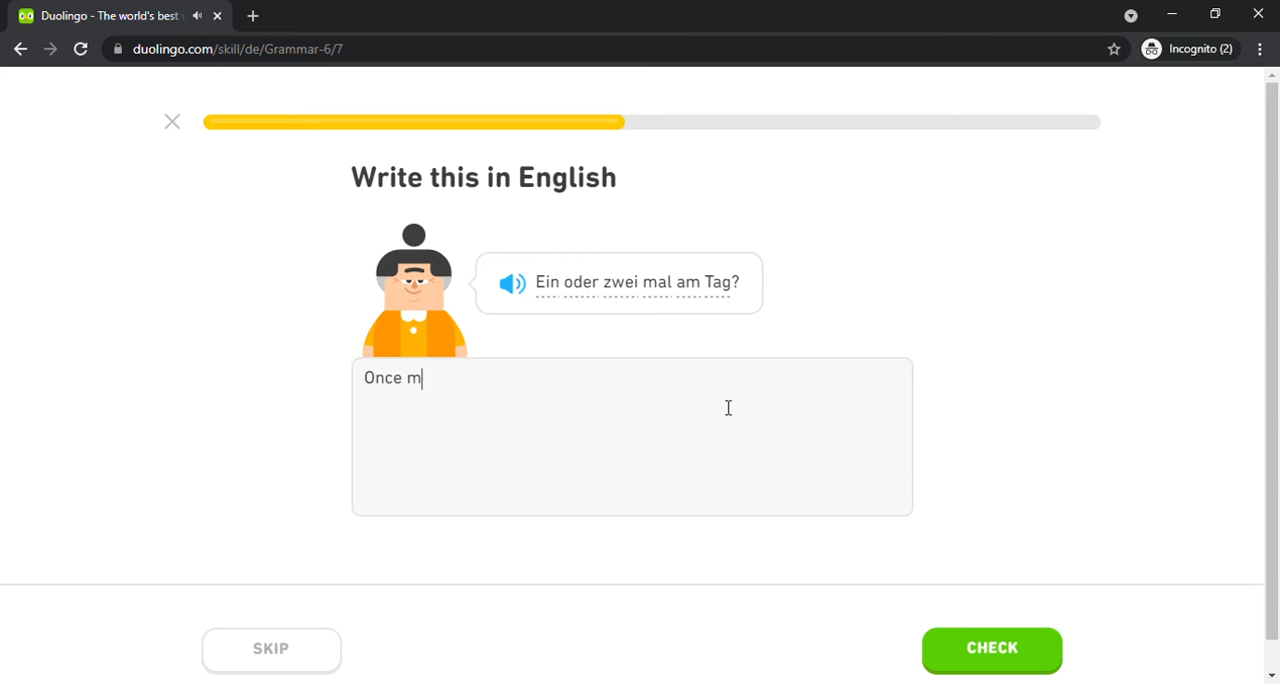 Duolingo - The world's best
duolingo.com/skill/de/Grammar-6/7
Incognito (2)
Write this in English
Ein oder zwei mal am Tag?
Once m
SKIP
CHECK